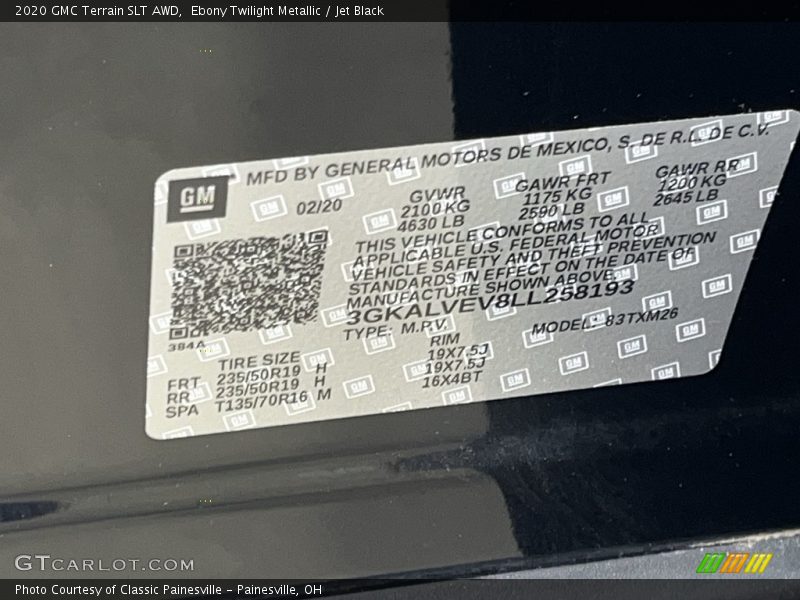 2020 GMC Terrain SLT AWD, Ebony Twilight Metallic / Jet Black
GM
MFD BY GENERAL MOTORS DE MEXICO, S. DE R.L. DE C.V.
02/20
GVWR
2100 KG
4630 LB
GAWR FRT
1175 KG
2590 LB
GAWR RR
1200 KG
2645 LB
THIS VEHICLE CONFORMS TO ALL
APPLICABLE U.S. FEDERAL MOTOR
VEHICLE SAFETY AND THEFT PREVENTION
STANDARDS IN EFFECT ON THE DATE OF
MANUFACTURE SHOWN ABOVE.
3GKALVEV8LL258193
TYPE: M.P.V. MODEL: 83TXM26
384A
TIRE SIZE RIM
FRT 235/50R19 H 19X7.5J
RR 235/50R19 H 19X7.5J
SPA T135/70R16 M 16X4BT
GTCARLOT.COM
Photo Courtesy of Classic Painesville - Painesville, OH